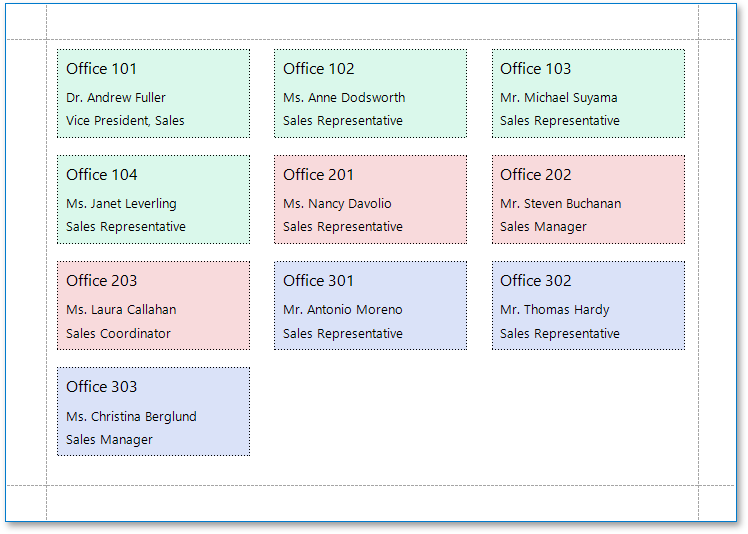 Office 101
Dr. Andrew Fuller
Vice President, Sales
Office 102
Ms. Anne Dodsworth
Sales Representative
Office 103
Mr. Michael Suyama
Sales Representative
Office 104
Ms. Janet Leverling
Sales Representative
Office 201
Ms. Nancy Davolio
Sales Representative
Office 202
Mr. Steven Buchanan
Sales Manager
Office 203
Ms. Laura Callahan
Sales Coordinator
Office 301
Mr. Antonio Moreno
Sales Representative
Office 302
Mr. Thomas Hardy
Sales Representative
Office 303
Ms. Christina Berglund
Sales Manager